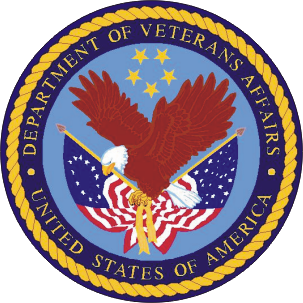 DEPARTMENT OF VETERANS AFFAIRS
UNITED STATES OF AMERICA